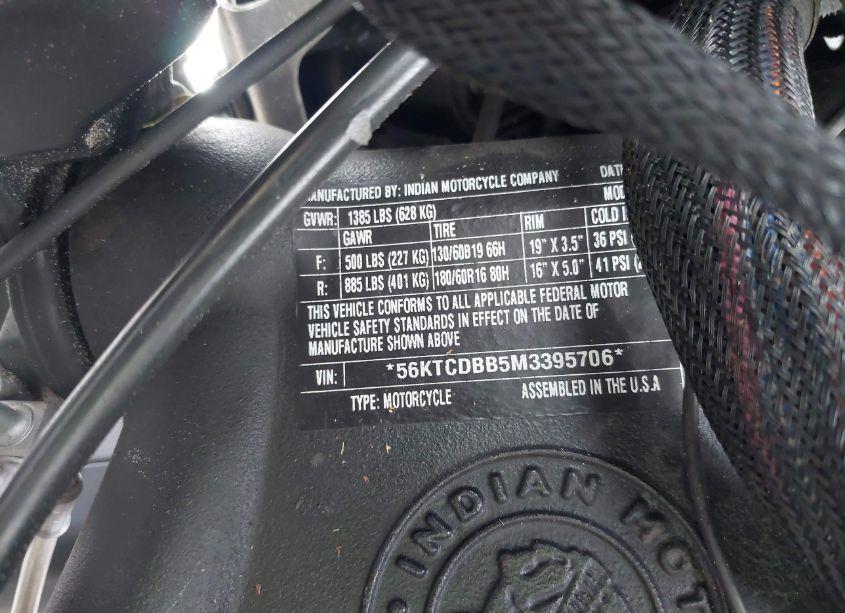 MANUFACTURED BY: INDIAN MOTORCYCLE COMPANY DAT
GVWR: 1385 LBS (628 KG) MOD
GAWR TIRE RIM COLD I
F: 500 LBS (227 KG) 130/60B19 66H 19" X 3.5" 36 PSI
R: 885 LBS (401 KG) 180/60R16 80H 16" X 5.0" 41 PSI
THIS VEHICLE CONFORMS TO ALL APPLICABLE FEDERAL MOTOR
VEHICLE SAFETY STANDARDS IN EFFECT ON THE DATE OF
MANUFACTURE SHOWN ABOVE
VIN: *56KTCDBB5M3395706*
TYPE: MOTORCYCLE ASSEMBLED IN THE U.S.A
INDIAN MOT